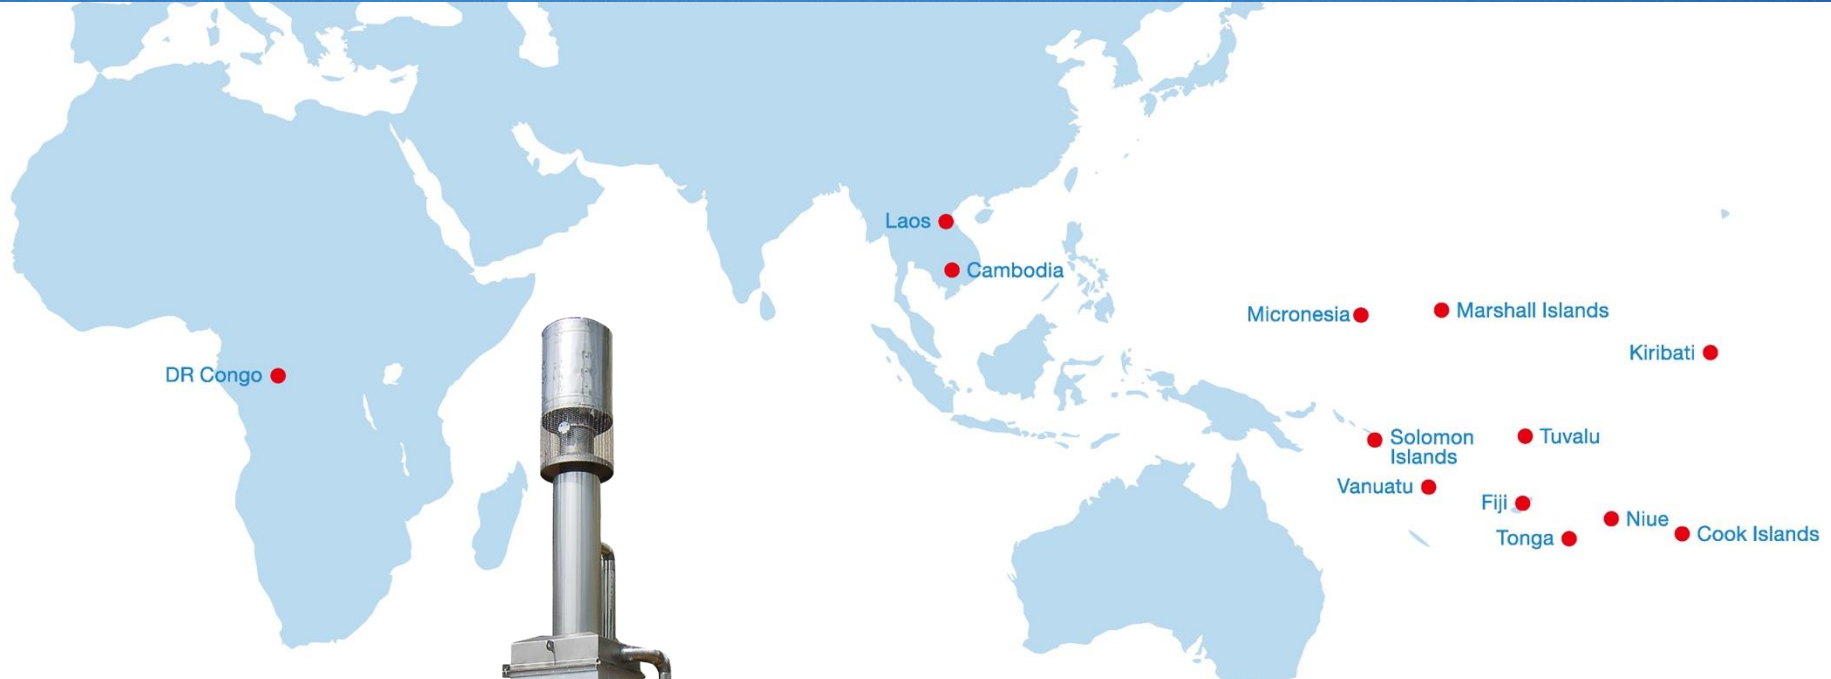 Laos
Cambodia
Micronesia
Marshall Islands
Kiribati
DR Congo
Solomon
Islands
Tuvalu
Vanuatu
Fiji
Niue
Tonga
Cook Islands